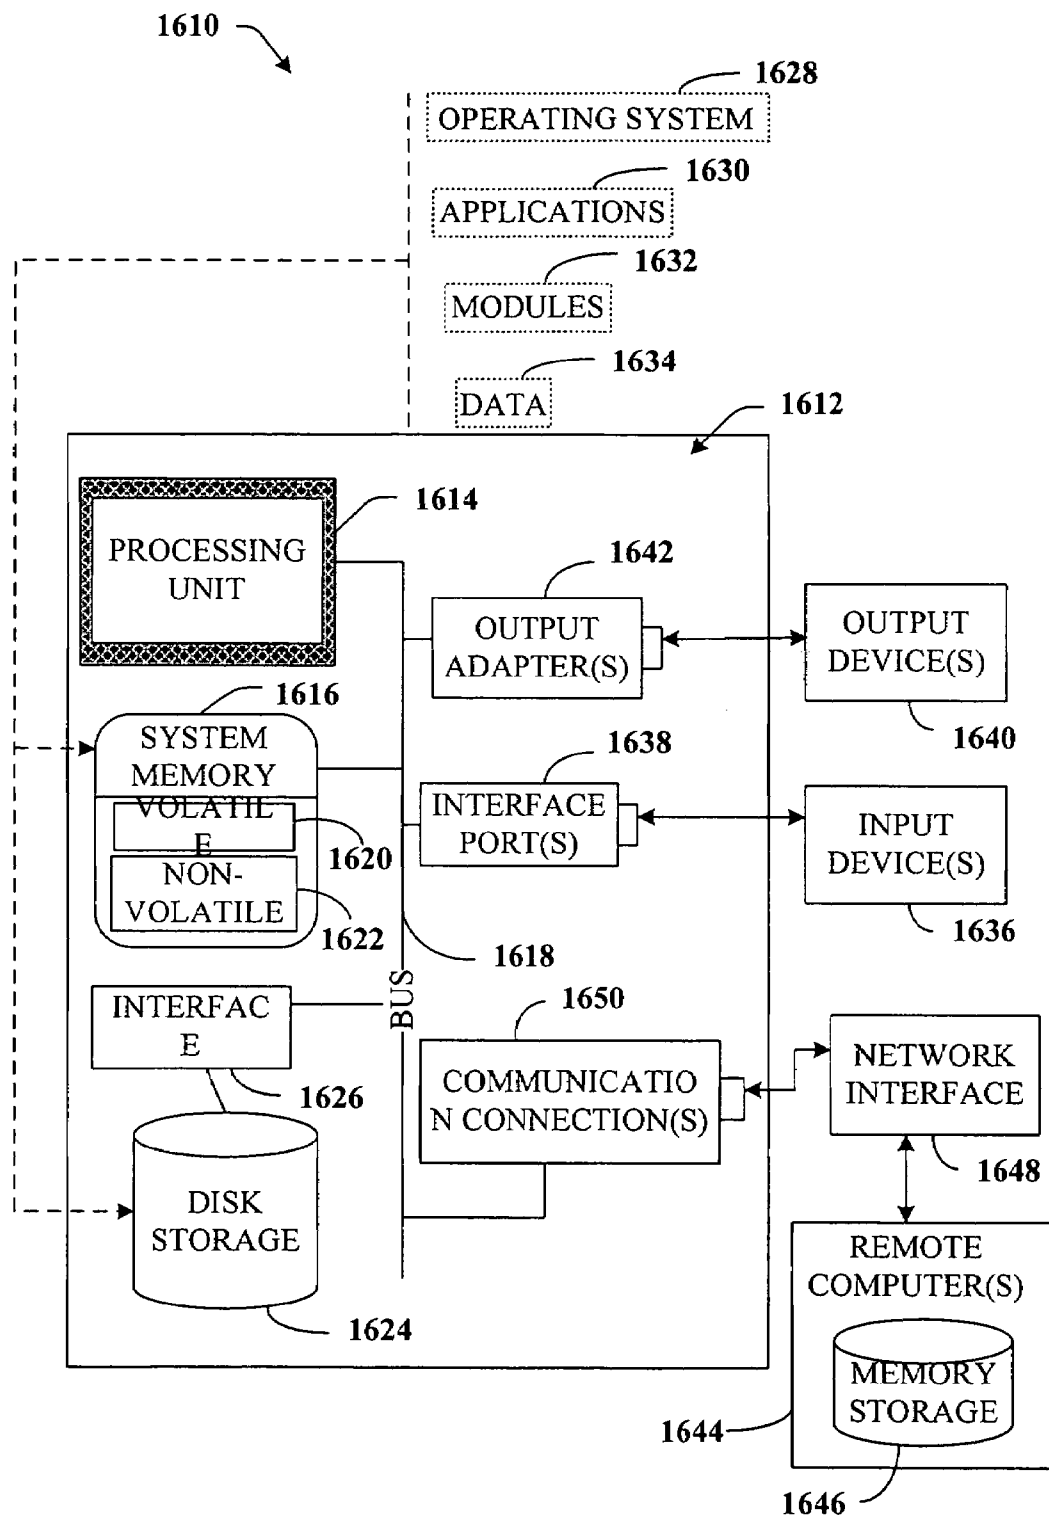 1610
1628
OPERATING SYSTEM
1630
APPLICATIONS
1632
MODULES
1634
DATA
1612
1614
PROCESSING
UNIT
1642
OUTPUT
ADAPTER(S)
OUTPUT
DEVICE(S)
1640
1616
SYSTEM
MEMORY
VOLATIL
E
1620
NON-
VOLATILE
1622
1638
INTERFACE
PORT(S)
INPUT
DEVICE(S)
1636
1618
BUS
INTERFAC
E
1626
1650
COMMUNICATIO
N CONNECTION(S)
NETWORK
INTERFACE
1648
DISK
STORAGE
1624
REMOTE
COMPUTER(S)
MEMORY
STORAGE
1644
1646